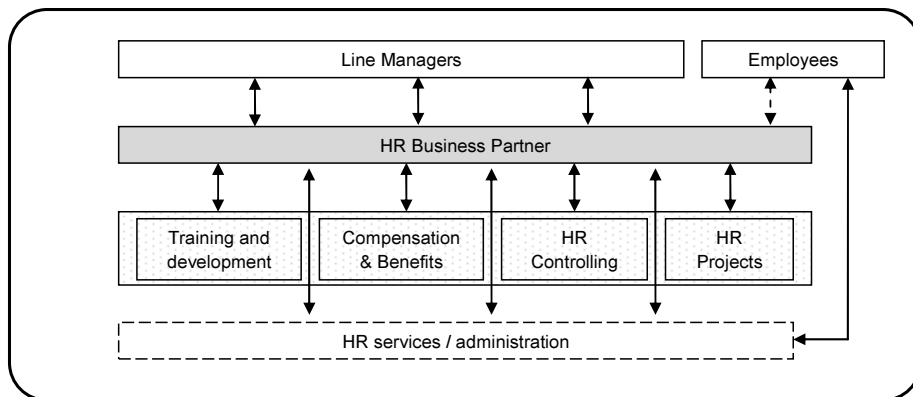 Line Managers
Employees
HR Business Partner
Training and
development
Compensation
& Benefits
HR
Controlling
HR
Projects
HR services / administration